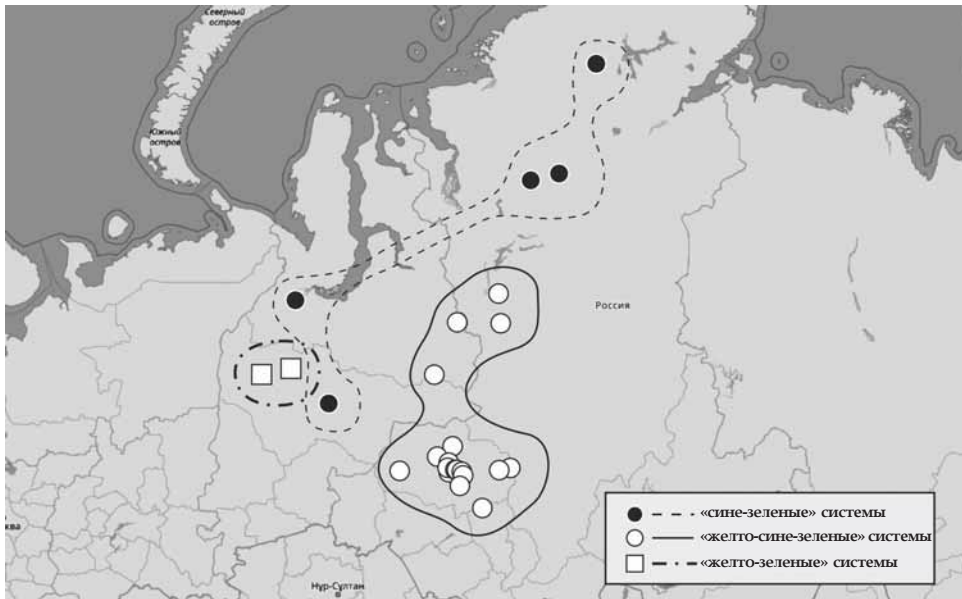 Северный
остров
Южный
остров
Россия
ква
Нур-Султан
«сине-зеленые» системы
«желто-сине-зеленые» системы
«желто-зеленые» системы